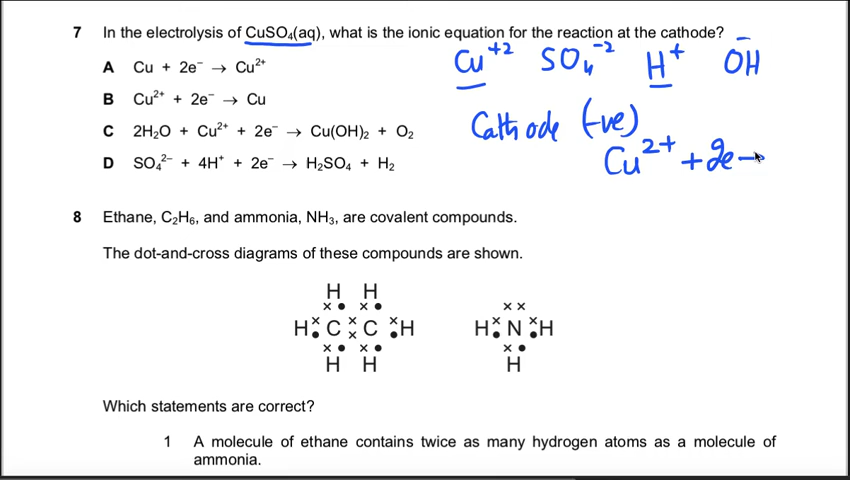 7 In the electrolysis of CuSO₄(aq), what is the ionic equation for the reaction at the cathode?
Cu⁺² SO₄⁻² H⁺ O̅H
A Cu + 2e⁻ → Cu²⁺
B Cu²⁺ + 2e⁻ → Cu
Cathode (-ve)
C 2H₂O + Cu²⁺ + 2e⁻ → Cu(OH)₂ + O₂
Cu²⁺ + 2e →
D SO₄²⁻ + 4H⁺ + 2e⁻ → H₂SO₄ + H₂
8 Ethane, C₂H₆, and ammonia, NH₃, are covalent compounds.
The dot-and-cross diagrams of these compounds are shown.
H H
H C C H H N H
H H H
Which statements are correct?
1 A molecule of ethane contains twice as many hydrogen atoms as a molecule of
ammonia.